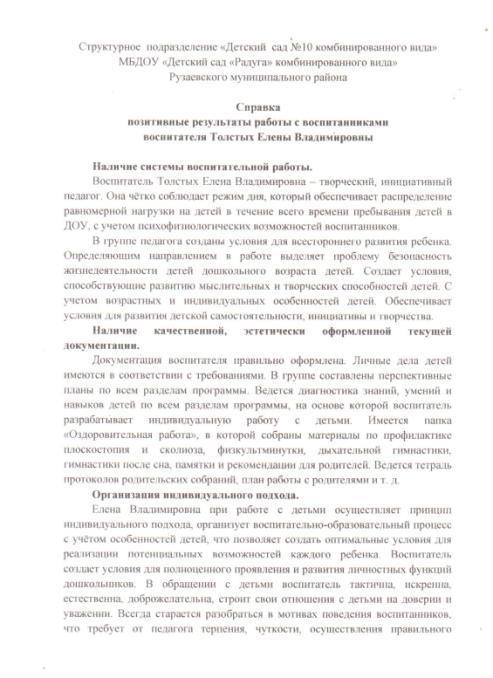 Структурное подразделение «Детский сад №10 комбинированного вида»
МБДОУ «Детский сад «Радуга» комбинированного вида»
Рузаевского муниципального района
Справка
позитивные результаты работы с воспитанниками
воспитателя Толстых Елены Владимировны
Наличие системы воспитательной работы.
Воспитатель Толстых Елена Владимировна – творческий, инициативный
педагог. Она чётко соблюдает режим дня, который обеспечивает распределение
равномерной нагрузки на детей в течение всего времени пребывания детей в
ДОУ, с учетом психофизиологических возможностей воспитанников.
В группе педагога созданы условия для всестороннего развития ребенка.
Определяющим направлением в работе выделяет проблему безопасность
жизнедеятельности детей дошкольного возраста детей. Создает условия,
способствующие развитию мыслительных и творческих способностей детей. С
учетом возрастных и индивидуальных особенностей детей. Обеспечивает
условия для развития детской самостоятельности, инициативы и творчества.
Наличие качественной, эстетически оформленной текущей
документации.
Документация воспитателя правильно оформлена. Личные дела детей
имеются в соответствии с требованиями. В группе составлены перспективные
планы по всем разделам программы. Ведется диагностика знаний, умений и
навыков детей по всем разделам программы, на основе которой воспитатель
разрабатывает индивидуальную работу с детьми. Имеется папка
«Оздоровительная работа», в которой собраны материалы по профилактике
плоскостопия и сколиоза, физкультминутки, дыхательной гимнастики,
гимнастики после сна, памятки и рекомендации для родителей. Ведется тетрадь
протоколов родительских собраний, план работы с родителями и т. д.
Организация индивидуального подхода.
Елена Владимировна при работе с детьми осуществляет принцип
индивидуального подхода, организует воспитательно-образовательный процесс
с учётом особенностей детей, что позволяет создать оптимальные условия для
реализации потенциальных возможностей каждого ребенка. Воспитатель
создает условия для полноценного проявления и развития личностных функций
дошкольников. В обращении с детьми воспитатель тактична, искренна,
естественна, доброжелательна, строит свои отношения с детьми на доверии и
уважении. Всегда старается разобраться в мотивах поведения воспитанников,
что требует от педагога терпения, чуткости, осуществления правильного